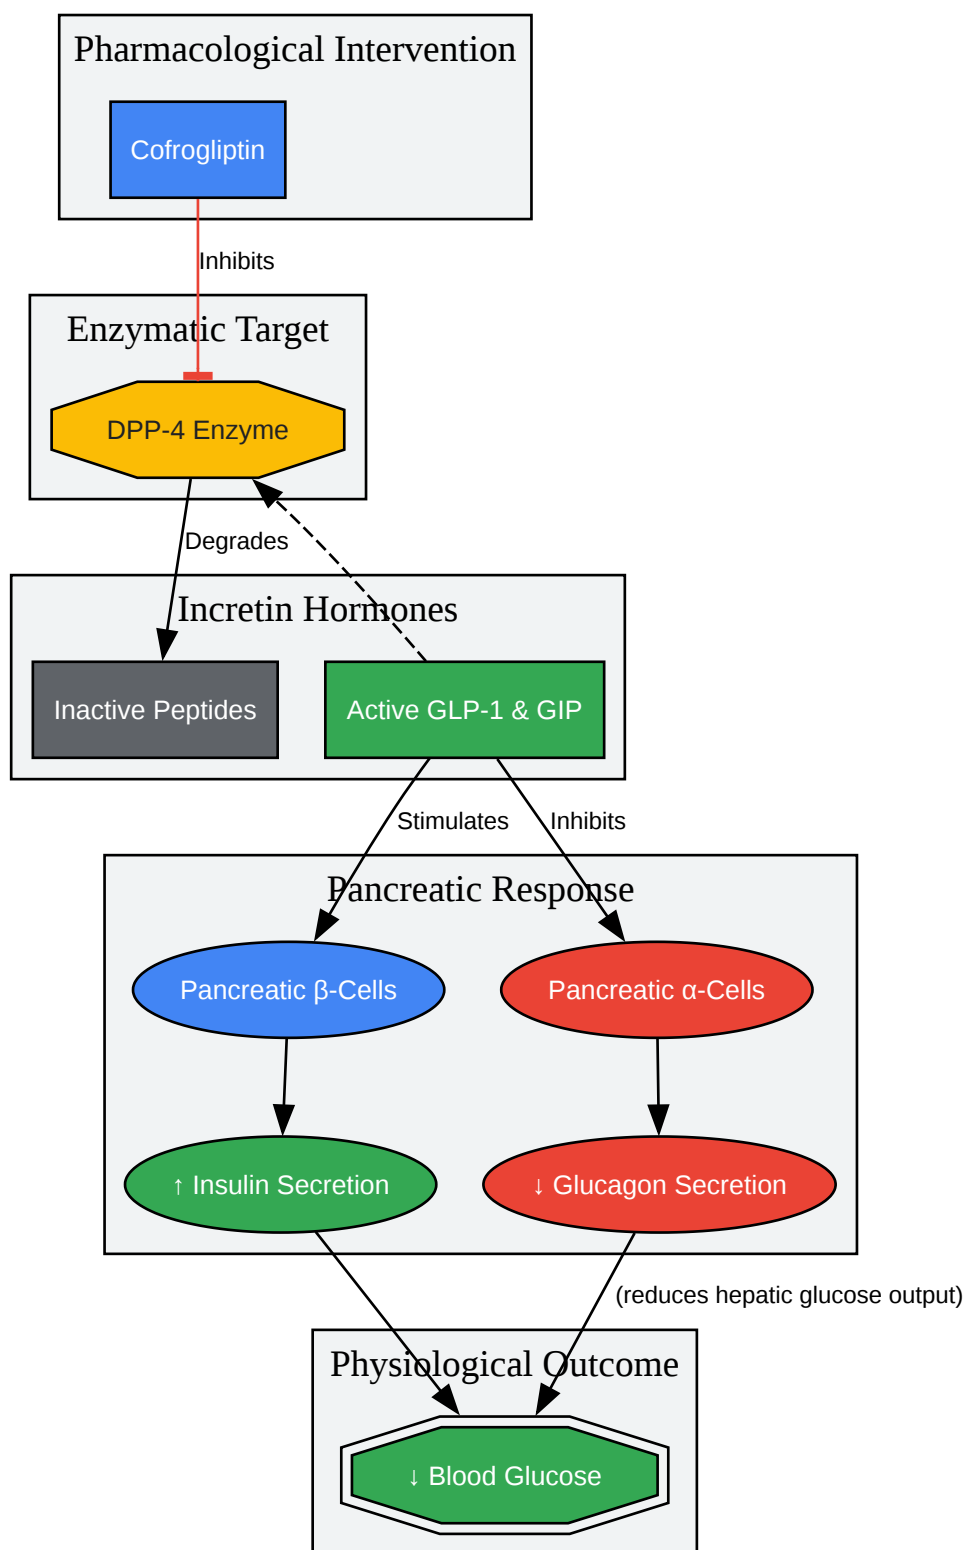 Pharmacological Intervention
Cofrogliptin
Inhibits
Enzymatic Target
DPP-4 Enzyme
Degrades
Incretin Hormones
Inactive Peptides
Active GLP-1 & GIP
Stimulates
Inhibits
Pancreatic Response
Pancreatic β-Cells
Pancreatic α-Cells
↑ Insulin Secretion
↓ Glucagon Secretion
(reduces hepatic glucose output)
Physiological Outcome
↓ Blood Glucose